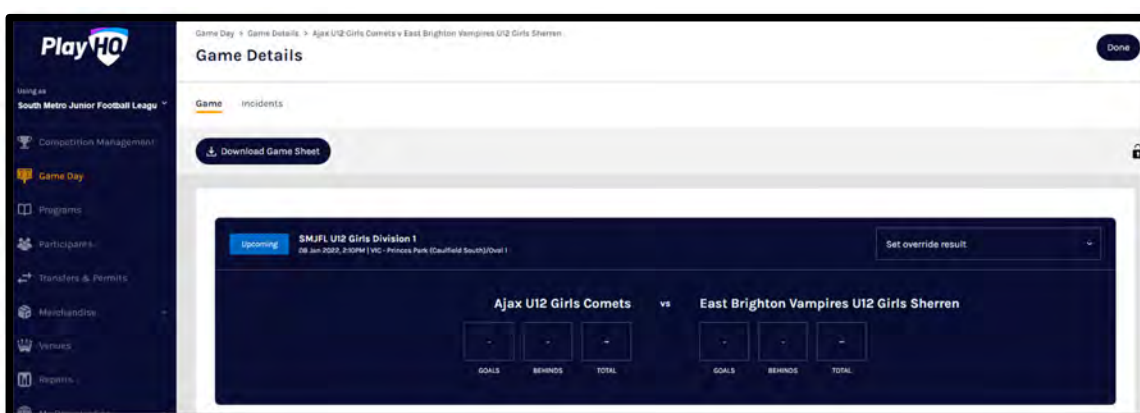 PlayHQ
Game Day > Game Details > Ajax U12 Girls Comets v East Brighton Vampires U12 Girls Sherren
Game Details
Done
Using as
South Metro Junior Football Leagu
Game Incidents
Competition Management
Download Game Sheet
Game Day
Programs
Upcoming
SMJFL U12 Girls Division 1
08 Jan 2022, 2:10PM | VIC - Princes Park (Caulfield South)/Oval 1
Set override result
Participants
Transfers & Permits
Ajax U12 Girls Comets vs East Brighton Vampires U12 Girls Sherren
Merchandise
- - - - - -
Venues
GOALS BEHINDS TOTAL GOALS BEHINDS TOTAL
Reports